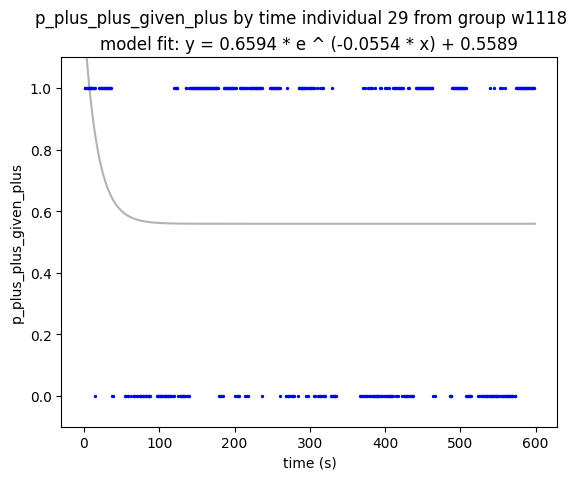 p_plus_plus_given_plus by time individual 29 from group w1118
model fit: y = 0.6594 * e ^ (-0.0554 * x) + 0.5589
1.0
0.8
0.6
0.4
0.2
0.0
p_plus_plus_given_plus
0 100 200 300 400 500 600
time (s)